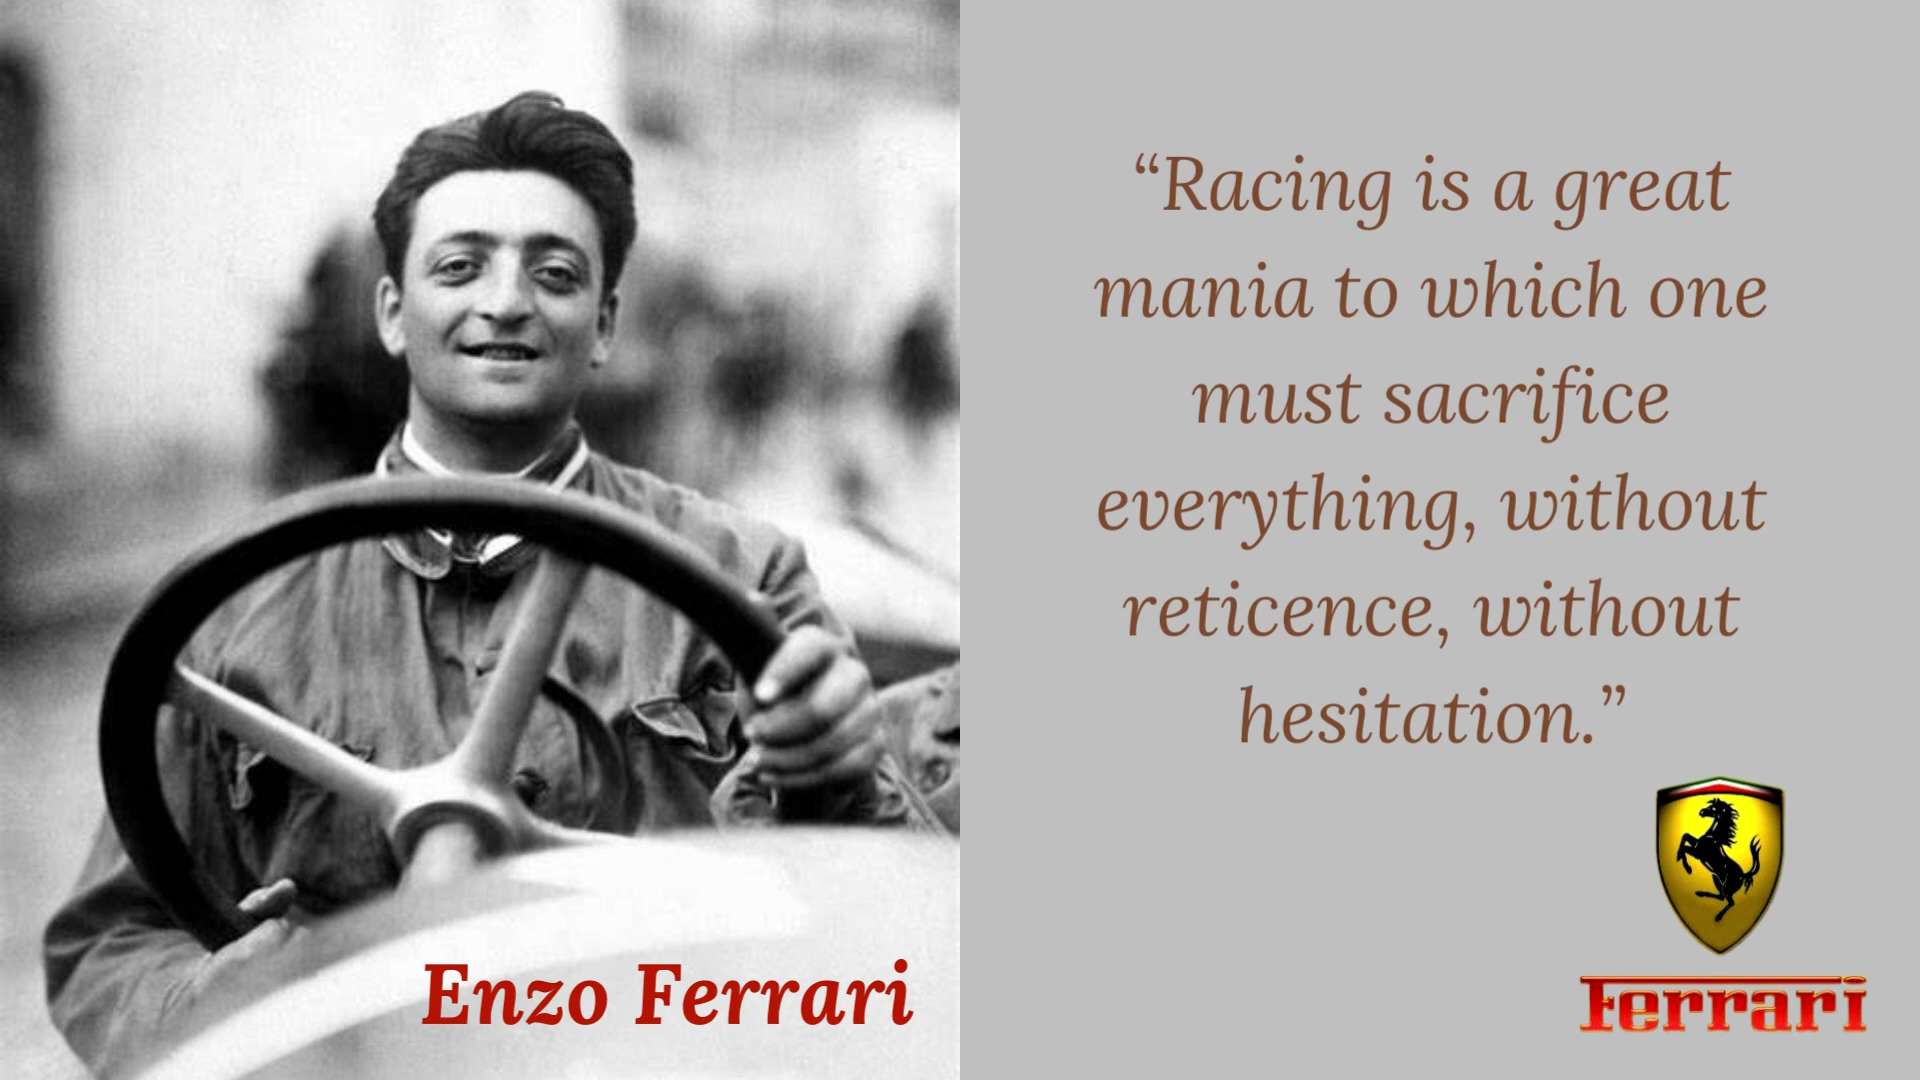 “Racing is a great
mania to which one
must sacrifice
everything, without
reticence, without
hesitation.”
Enzo Ferrari
Ferrari